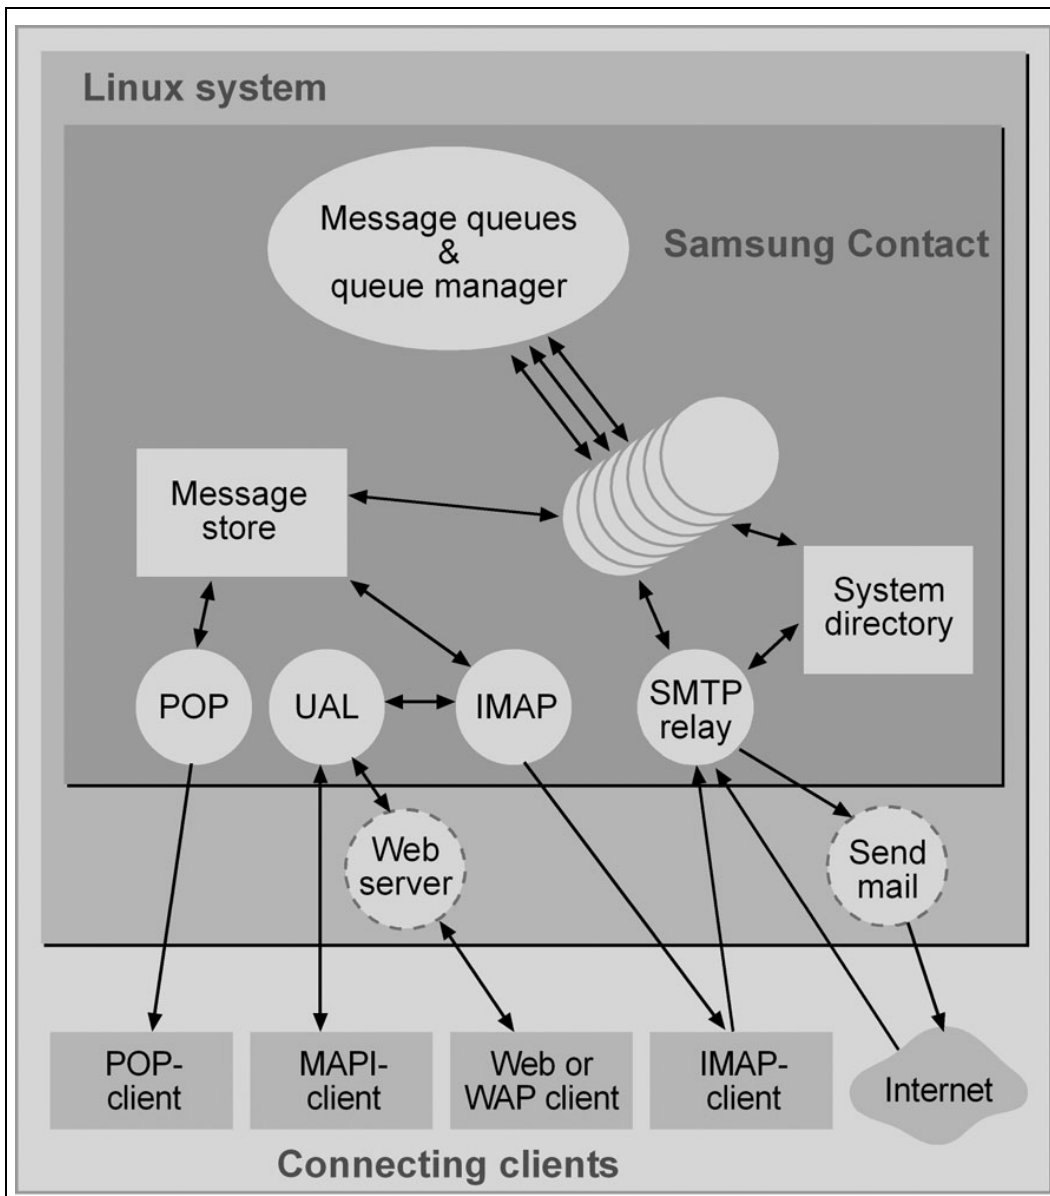 Linux system
Message queues
&
queue manager
Samsung Contact
Message
store
System
directory
POP
UAL
IMAP
SMTP
relay
Web
server
Send
mail
POP-
client
MAPI-
client
Web or
WAP client
IMAP-
client
Internet
Connecting clients